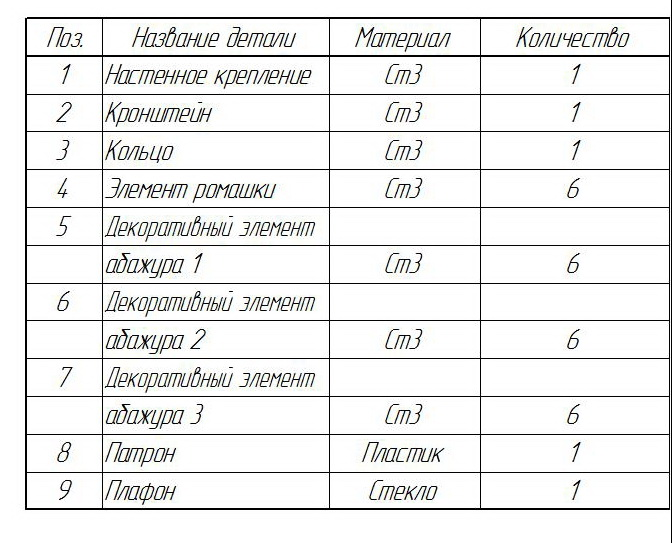 Поз. Название детали Материал Количество
1 Настенное крепление Ст3 1
2 Кронштейн Ст3 1
3 Кольцо Ст3 1
4 Элемент ромашки Ст3 6
5 Декоративный элемент
абажура 1 Ст3 6
6 Декоративный элемент
абажура 2 Ст3 6
7 Декоративный элемент
абажура 3 Ст3 6
8 Патрон Пластик 1
9 Плафон Стекло 1